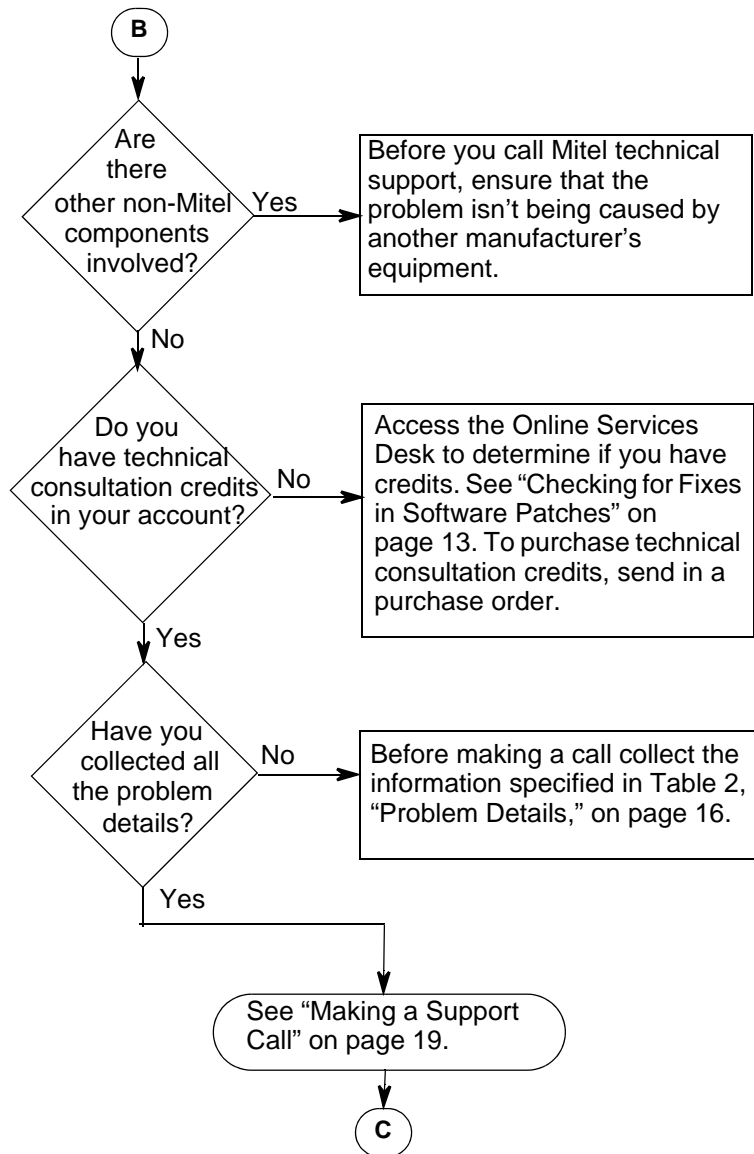 B
Are
there
other non-Mitel
components
involved?
Yes
Before you call Mitel technical
support, ensure that the
problem isn't being caused by
another manufacturer's
equipment.
No
Do you
have technical
consultation credits
in your account?
No
Access the Online Services
Desk to determine if you have
credits. See “Checking for Fixes
in Software Patches” on
page 13. To purchase technical
consultation credits, send in a
purchase order.
Yes
Have you
collected all
the problem
details?
No
Before making a call collect the
information specified in Table 2,
“Problem Details,” on page 16.
Yes
See “Making a Support
Call” on page 19.
C